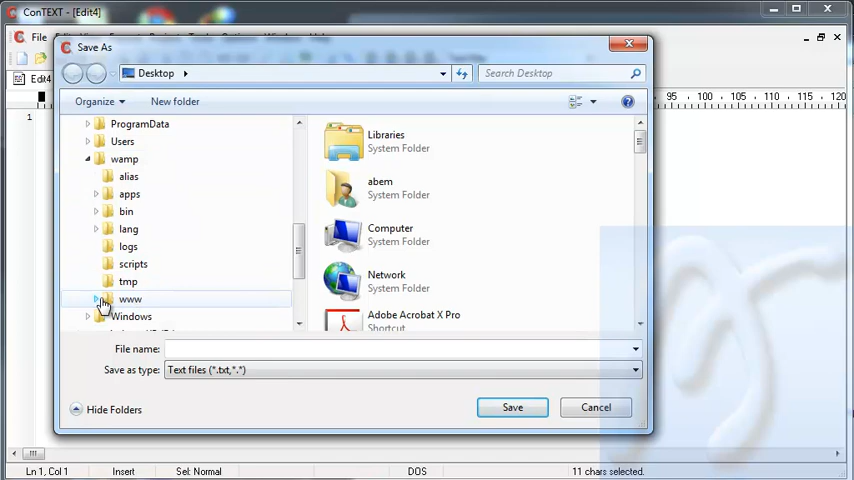 ConTEXT - [Edit4]
File
Save As
Edit4
Desktop
Search Desktop
Organize
New folder
95 100 105 110 115 120
1
ProgramData
Users
wamp
alias
apps
bin
lang
logs
scripts
tmp
www
Windows
Libraries
System Folder
abem
System Folder
Computer
System Folder
Network
System Folder
Adobe Acrobat X Pro
Shortcut
File name:
Save as type:
Text files (*.txt,*.*)
Hide Folders
Save
Cancel
Ln 1, Col 1
Insert
Sel: Normal
DOS
11 chars selected.